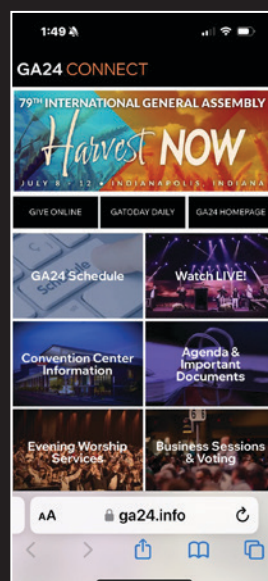 1:49
GA24 CONNECT
79TH INTERNATIONAL GENERAL ASSEMBLY
Harvest NOW
JULY 8 - 12 • INDIANAPOLIS, INDIANA
GIVE ONLINE
GATODAY DAILY
GA24 HOMEPAGE
Schedule
GA24 Schedule
Watch LIVE!
Convention Center
Information
Agenda &
Important
Documents
Evening Worship
Services
Business Sessions
& Voting
AA
ga24.info